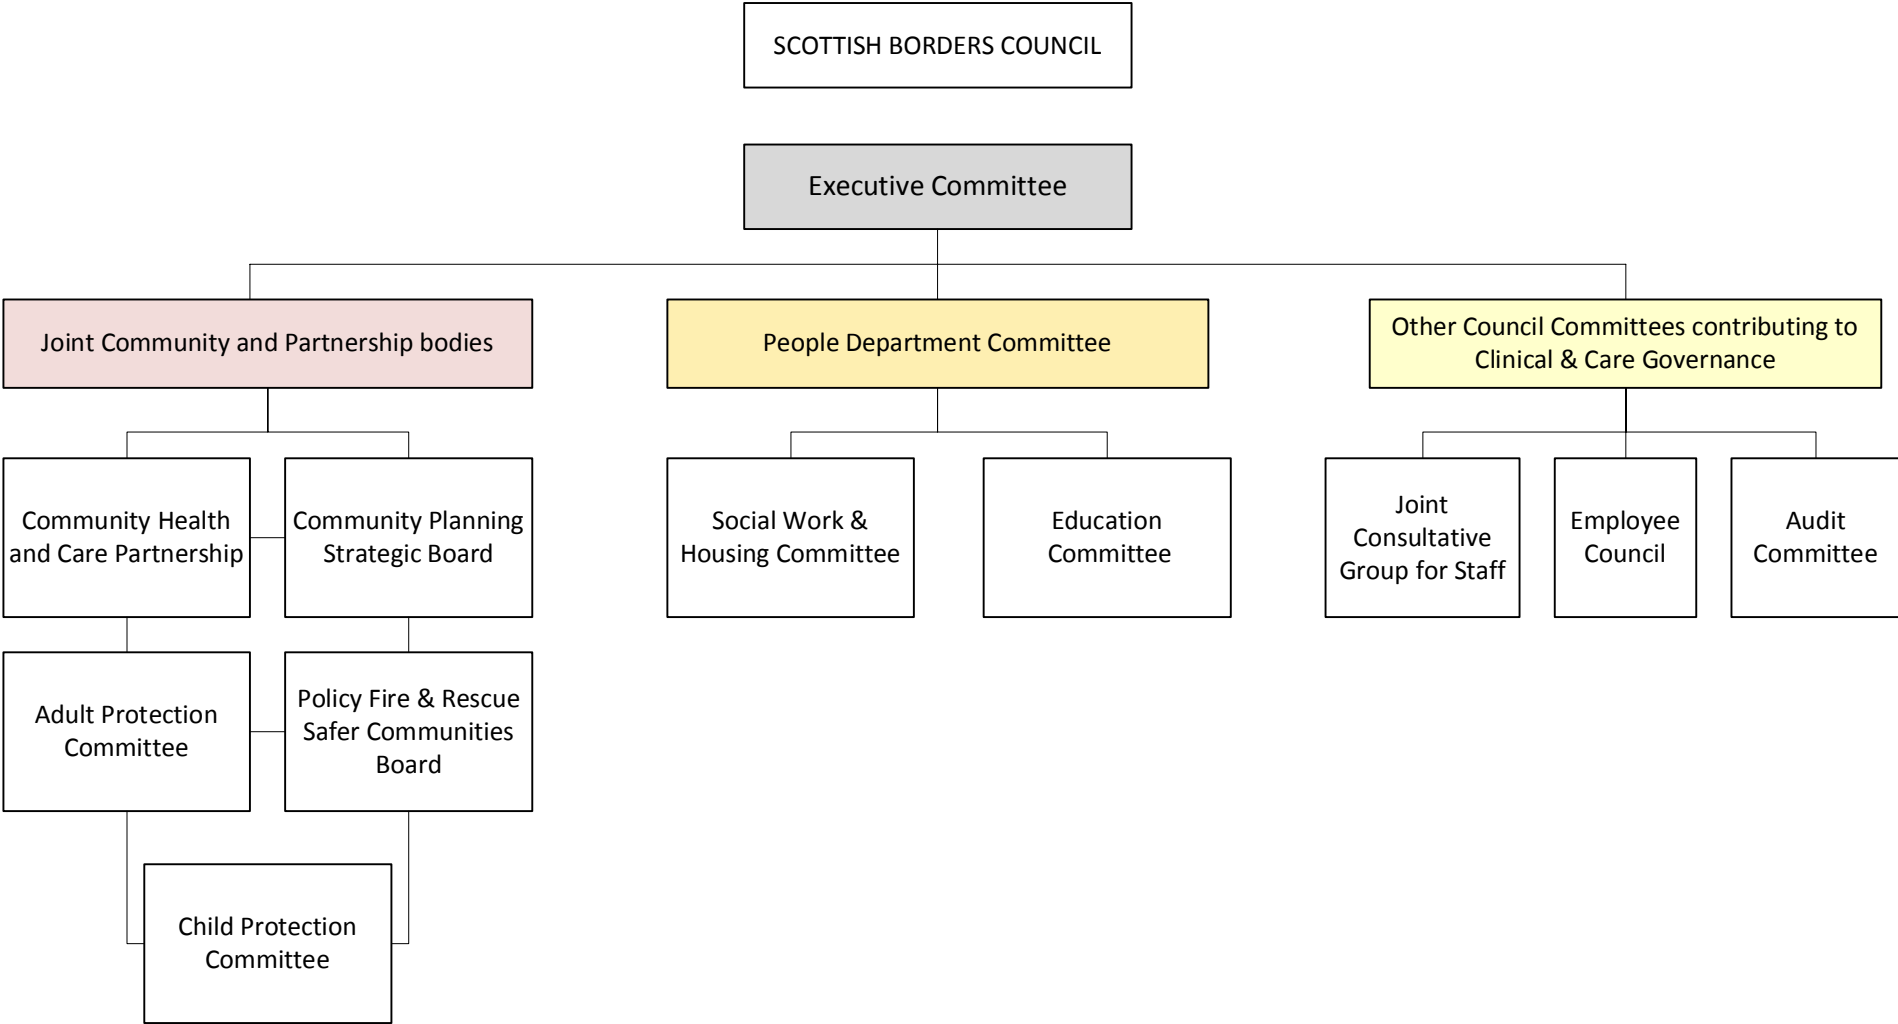 SCOTTISH BORDERS COUNCIL
Executive Committee
Joint Community and Partnership bodies
People Department Committee
Other Council Committees contributing to
Clinical & Care Governance
Community Health
and Care Partnership
Community Planning
Strategic Board
Social Work &
Housing Committee
Education
Committee
Joint
Consultative
Group for Staff
Employee
Council
Audit
Committee
Adult Protection
Committee
Policy Fire & Rescue
Safer Communities
Board
Child Protection
Committee